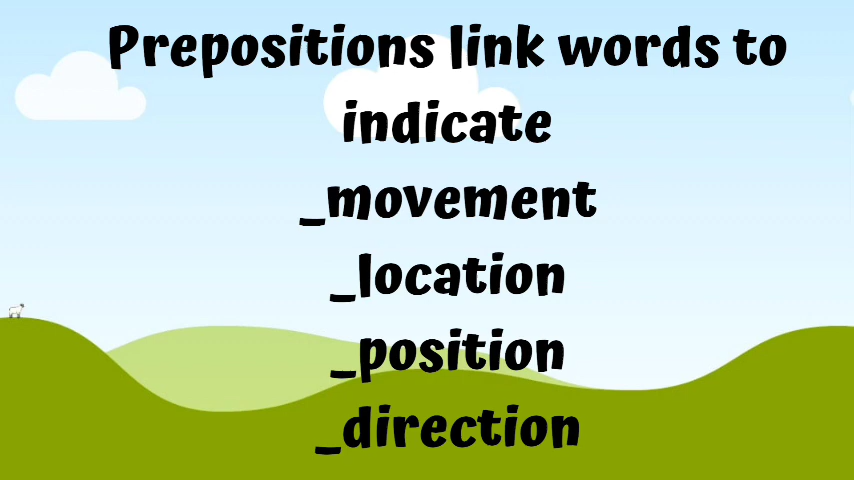 Prepositions link words to
indicate
_movement
_location
_position
_direction